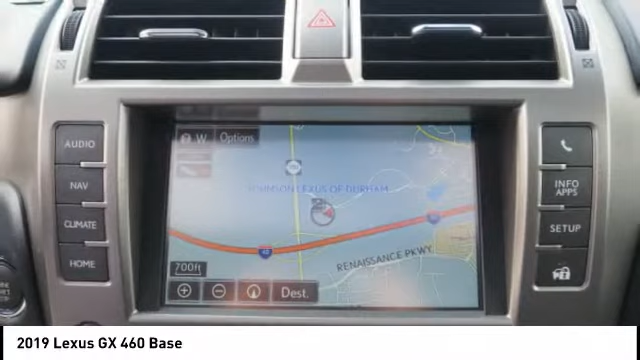 AUDIO
NAV
CLIMATE
HOME
W Options
JOHNSON LEXUS OF DURHAM
RENAISSANCE PKWY
700ft
Dest.
INFO
APPS
SETUP
2019 Lexus GX 460 Base